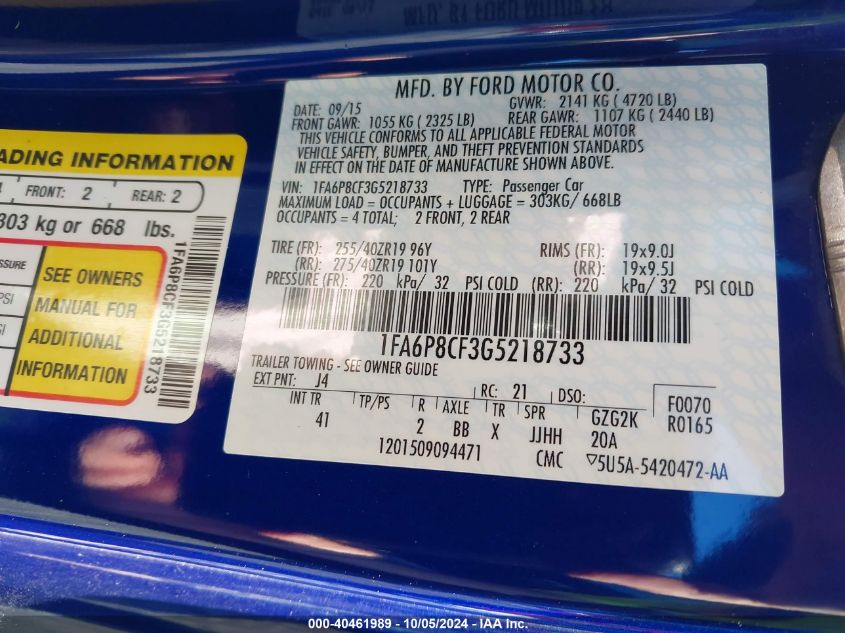 MFD. BY FORD MOTOR CO.
DATE: 09/15 GVWR: 2141 KG ( 4720 LB)
FRONT GAWR: 1055 KG ( 2325 LB) REAR GAWR: 1107 KG ( 2440 LB)
THIS VEHICLE CONFORMS TO ALL APPLICABLE FEDERAL MOTOR
VEHICLE SAFETY, BUMPER, AND THEFT PREVENTION STANDARDS
IN EFFECT ON THE DATE OF MANUFACTURE SHOWN ABOVE.
VIN: 1FA6P8CF3G5218733 TYPE: Passenger Car
MAXIMUM LOAD = OCCUPANTS + LUGGAGE = 303KG/ 668LB
OCCUPANTS = 4 TOTAL; 2 FRONT, 2 REAR
TIRE (FR): 255/40ZR19 96Y RIMS (FR): 19x9.0J
(RR): 275/40ZR19 101Y (RR): 19x9.5J
PRESSURE (FR): 220 kPa/ 32 PSI COLD (RR): 220 kPa/ 32 PSI COLD
1FA6P8CF3G5218733
TRAILER TOWING - SEE OWNER GUIDE
EXT PNT: J4 RC: 21 DSO: F0070
INT TR TP/PS R AXLE TR SPR GZG2K R0165
41 2 BB X JJHH 20A
1201509094471 CMC ▽5U5A-5420472-AA
ADING INFORMATION
FRONT: 2 REAR: 2
303 kg or 668 lbs.
SSURE
PSI
SEE OWNERS
MANUAL FOR
ADDITIONAL
INFORMATION
1FA6P8CF3G5218733
000-40461989 - 10/05/2024 - IAA Inc.